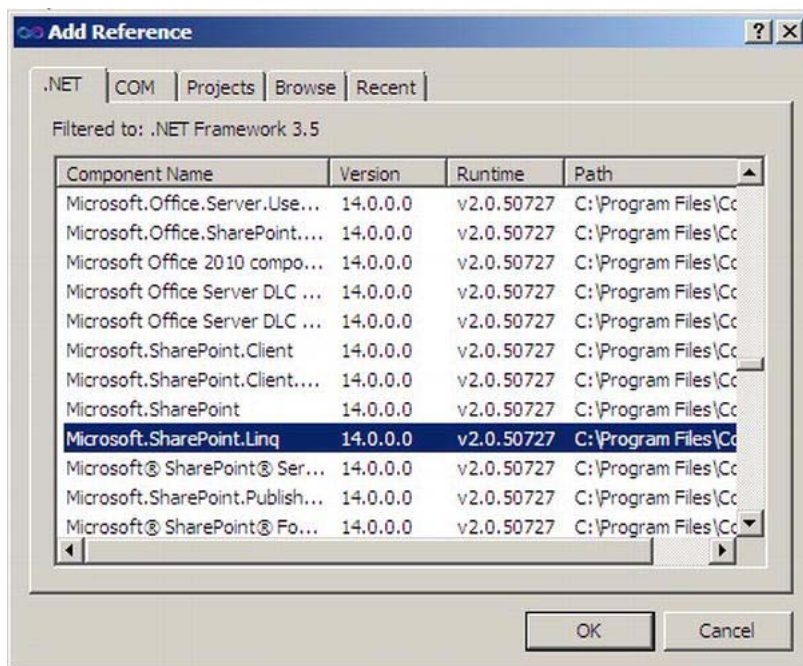 Add Reference
.NET COM Projects Browse Recent
Filtered to: .NET Framework 3.5
Component Name Version Runtime Path
Microsoft.Office.Server.Use... 14.0.0.0 v2.0.50727 C:\Program Files\Cc
Microsoft.Office.SharePoint.... 14.0.0.0 v2.0.50727 C:\Program Files\Cc
Microsoft Office 2010 compo... 14.0.0.0 v2.0.50727 C:\Program Files\Cc
Microsoft Office Server DLC ... 14.0.0.0 v2.0.50727 C:\Program Files\Cc
Microsoft Office Server DLC ... 14.0.0.0 v2.0.50727 C:\Program Files\Cc
Microsoft.SharePoint.Client 14.0.0.0 v2.0.50727 C:\Program Files\Cc
Microsoft.SharePoint.Client.... 14.0.0.0 v2.0.50727 C:\Program Files\Cc
Microsoft.SharePoint 14.0.0.0 v2.0.50727 C:\Program Files\Cc
Microsoft.SharePoint.Linq 14.0.0.0 v2.0.50727 C:\Program Files\Cc
Microsoft® SharePoint® Ser... 14.0.0.0 v2.0.50727 C:\Program Files\Cc
Microsoft.SharePoint.Publish... 14.0.0.0 v2.0.50727 C:\Program Files\Cc
Microsoft® SharePoint® Fo... 14.0.0.0 v2.0.50727 C:\Program Files\Cc
OK Cancel